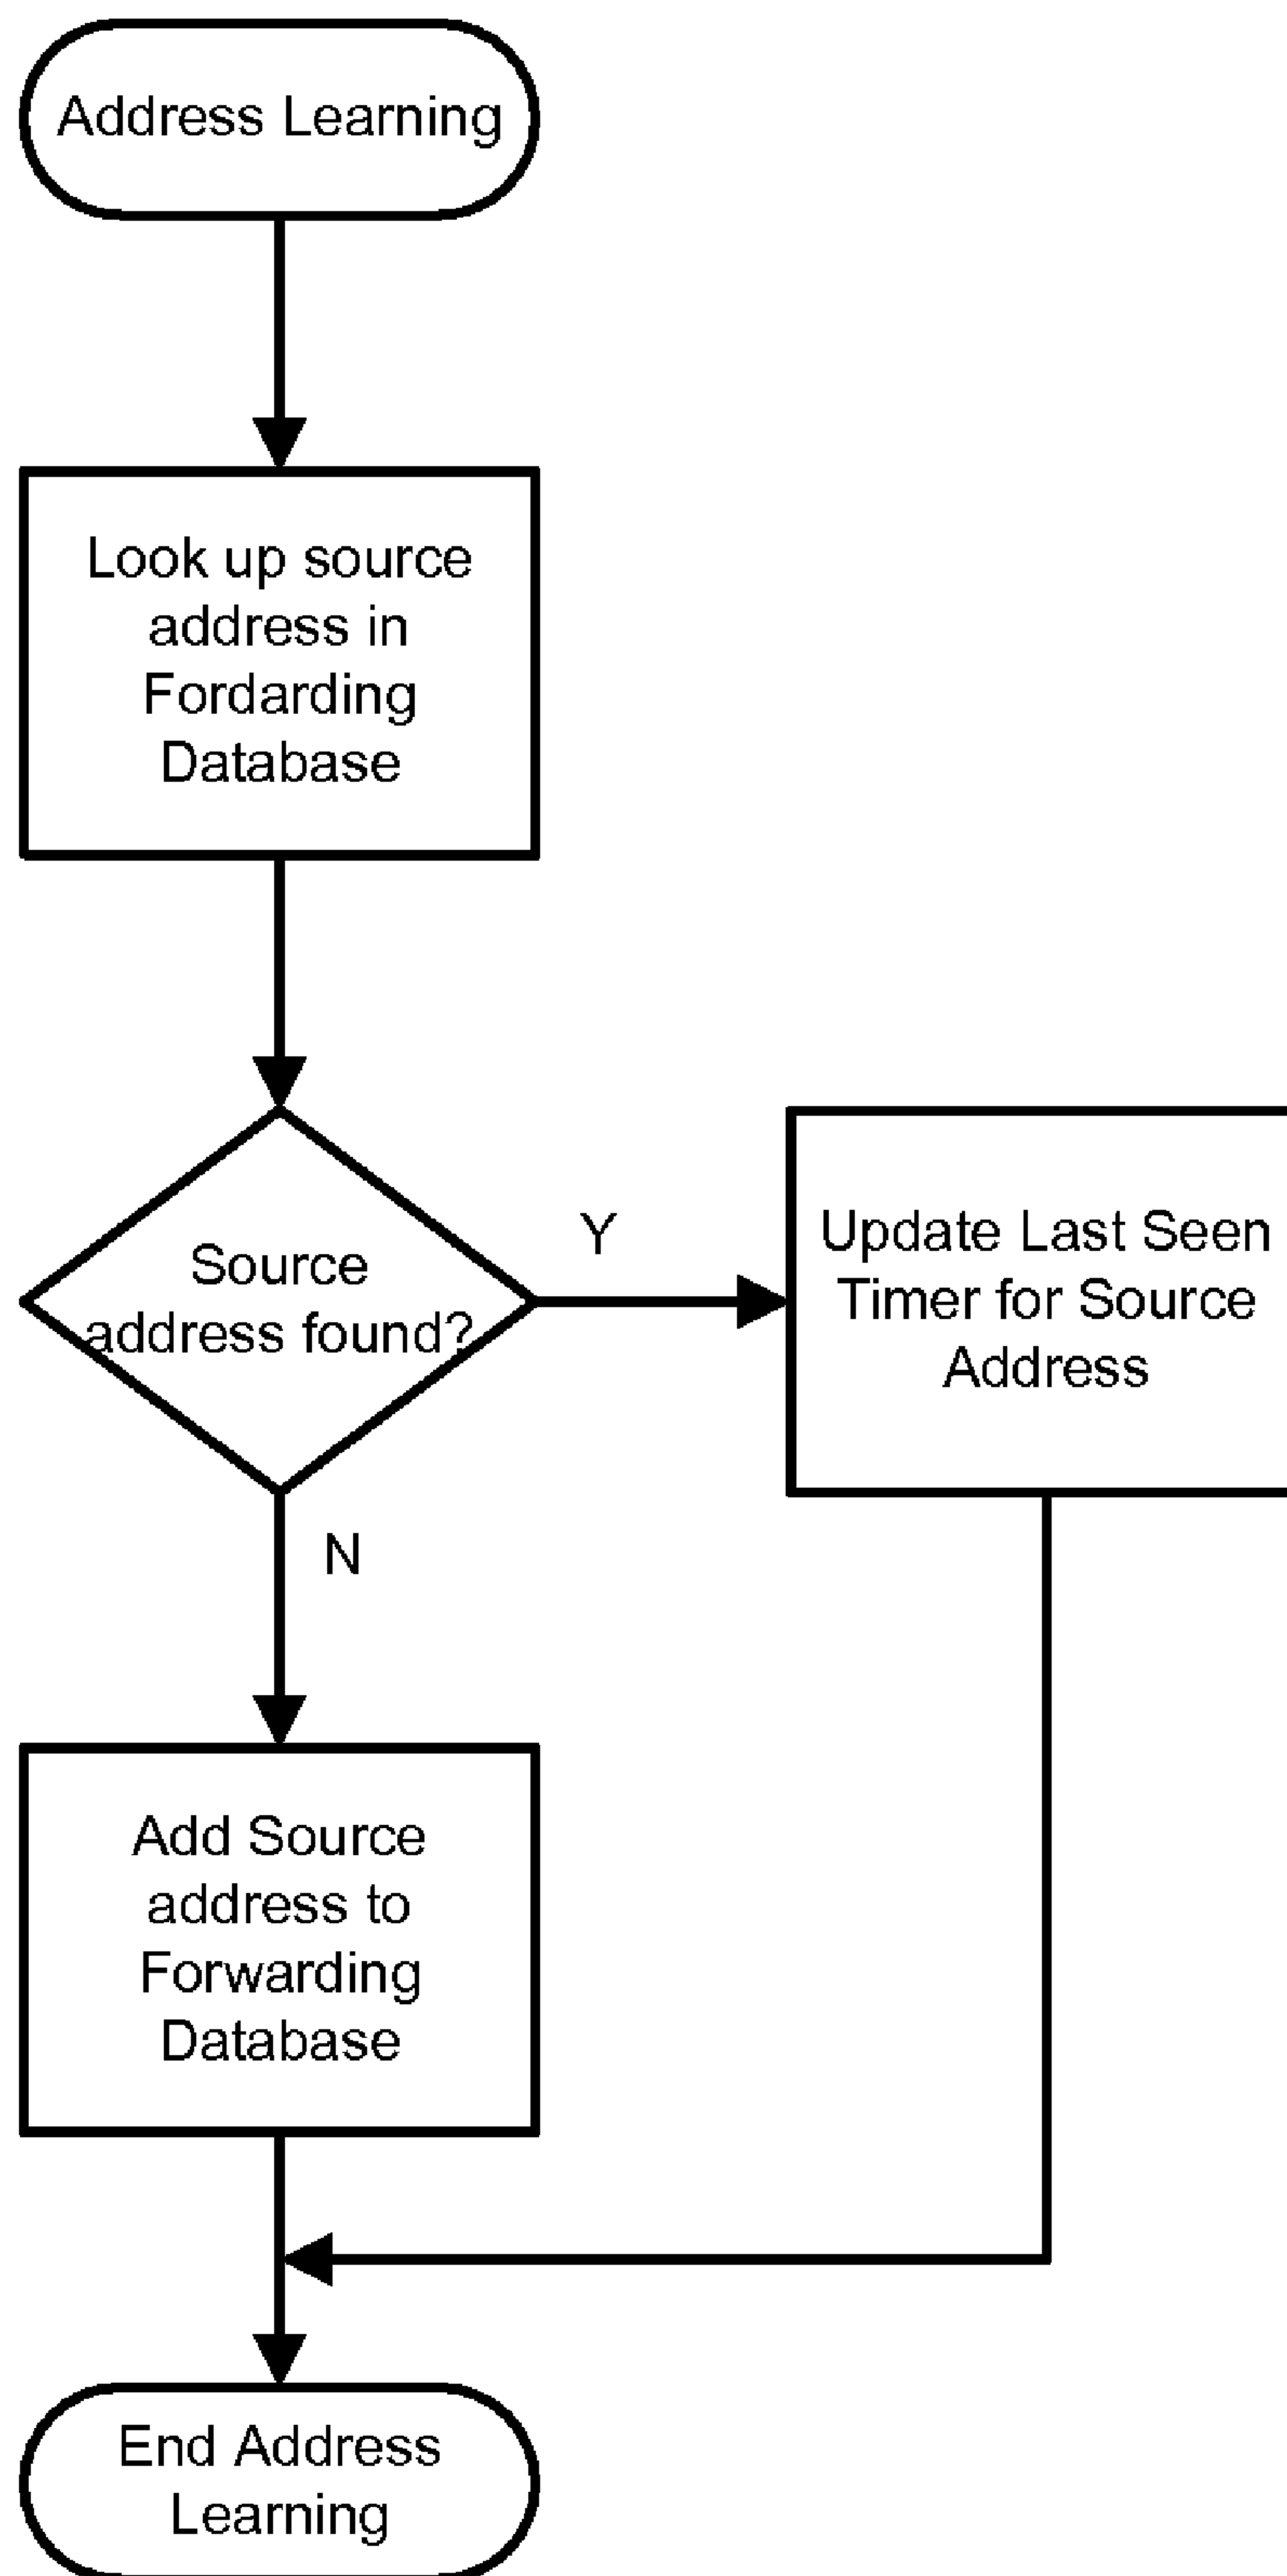 Address Learning
Look up source
address in
Fordarding
Database
Source
address found?
Y
Update Last Seen
Timer for Source
Address
N
Add Source
address to
Forwarding
Database
End Address
Learning